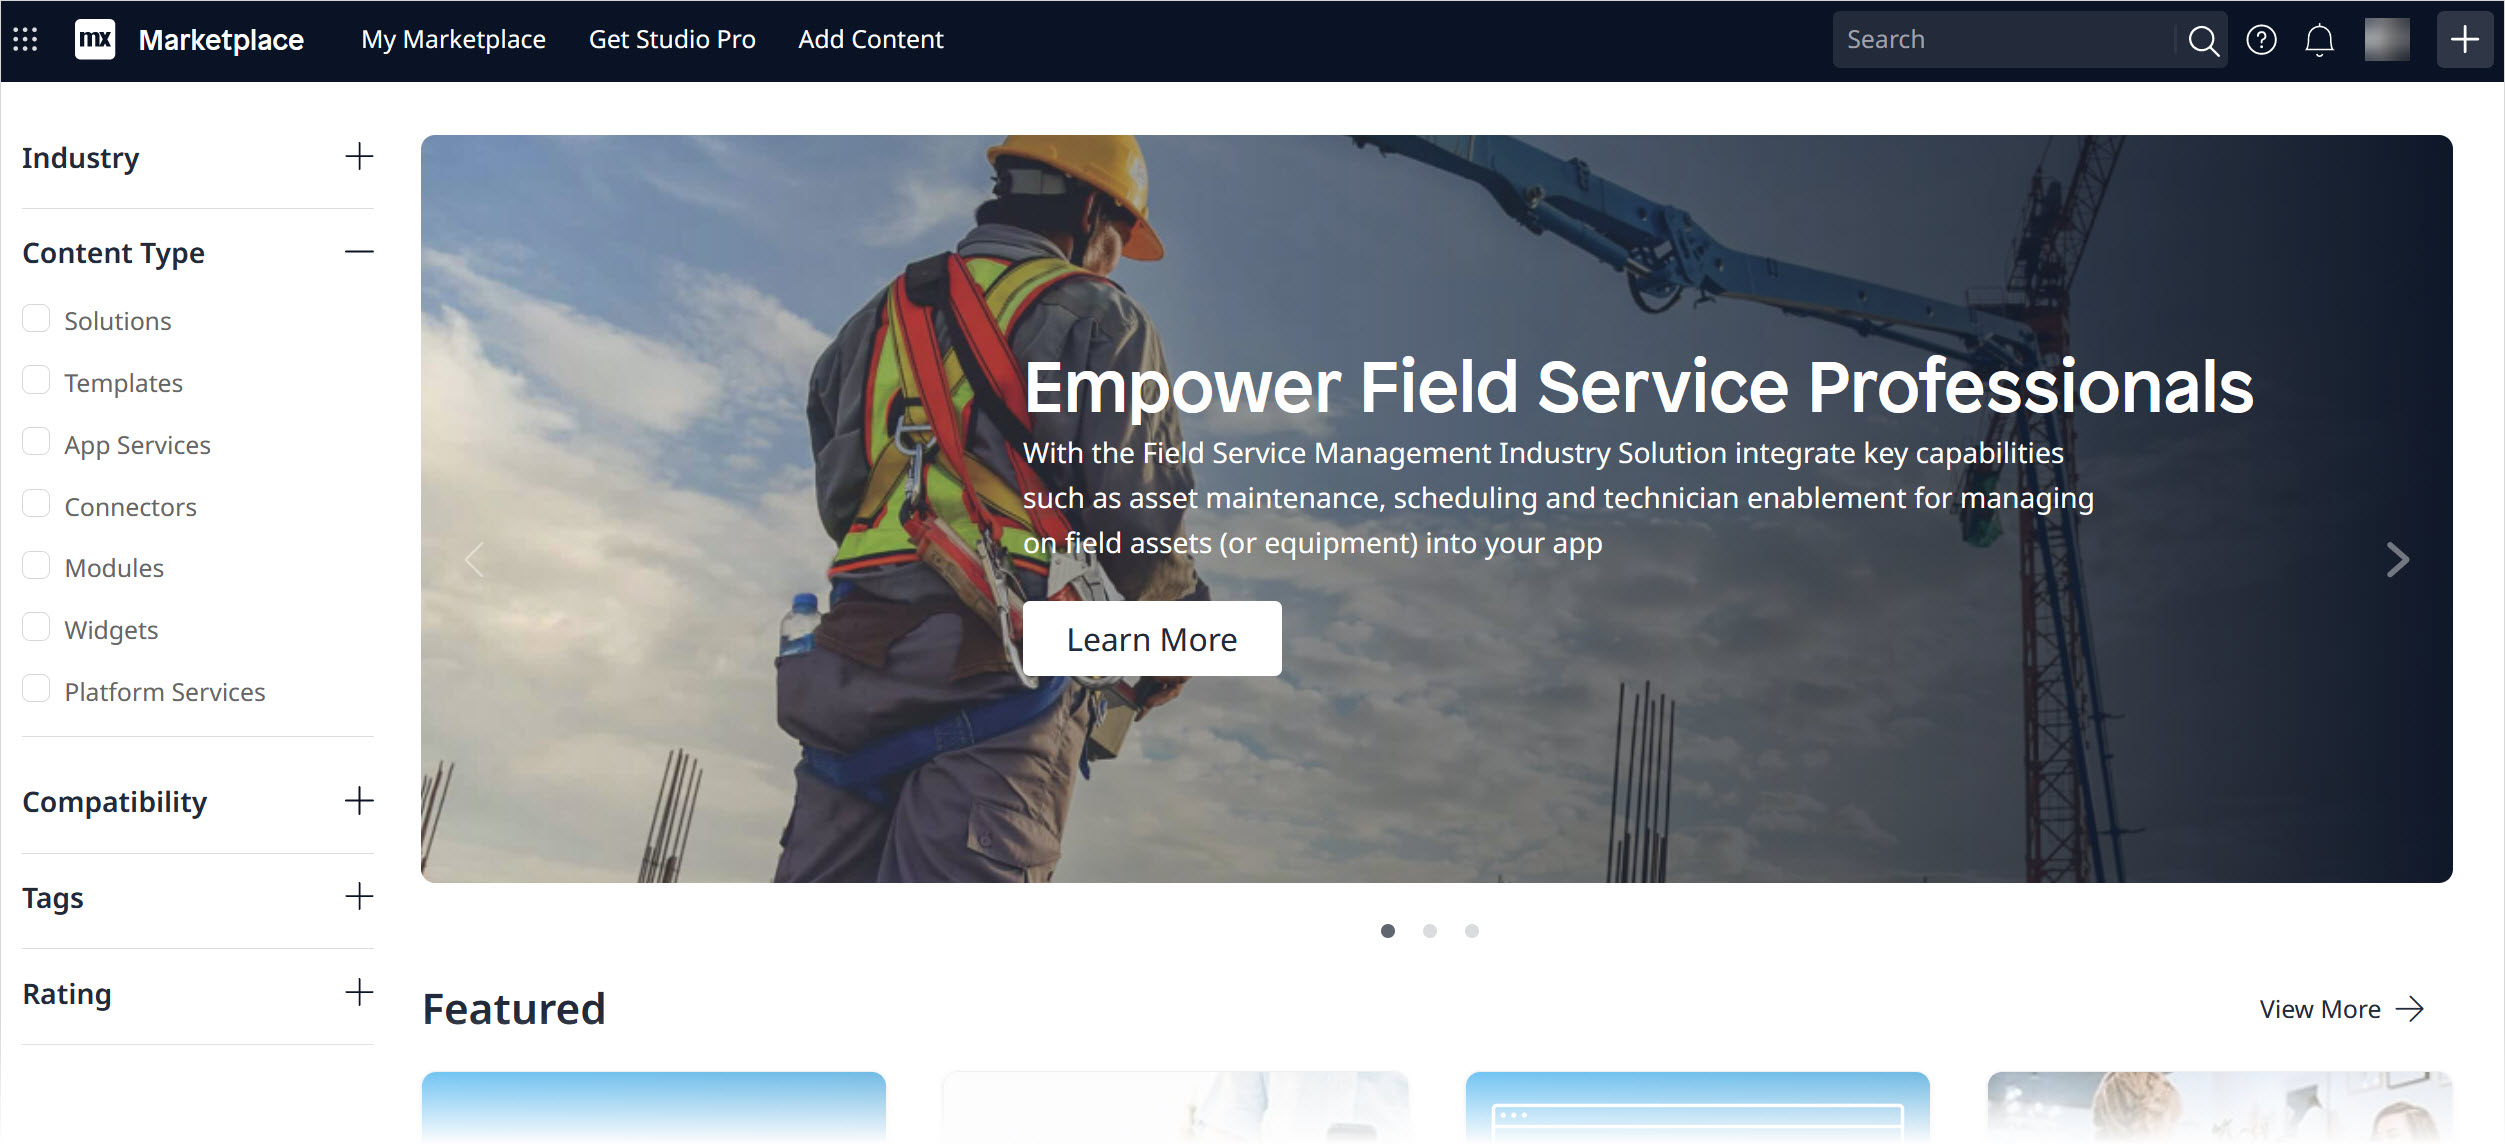 mx Marketplace My Marketplace Get Studio Pro Add Content Search
Industry
Content Type
Solutions
Templates
App Services
Connectors
Modules
Widgets
Platform Services
Compatibility
Tags
Rating
Empower Field Service Professionals
With the Field Service Management Industry Solution integrate key capabilities
such as asset maintenance, scheduling and technician enablement for managing
on field assets (or equipment) into your app
Learn More
Featured
View More